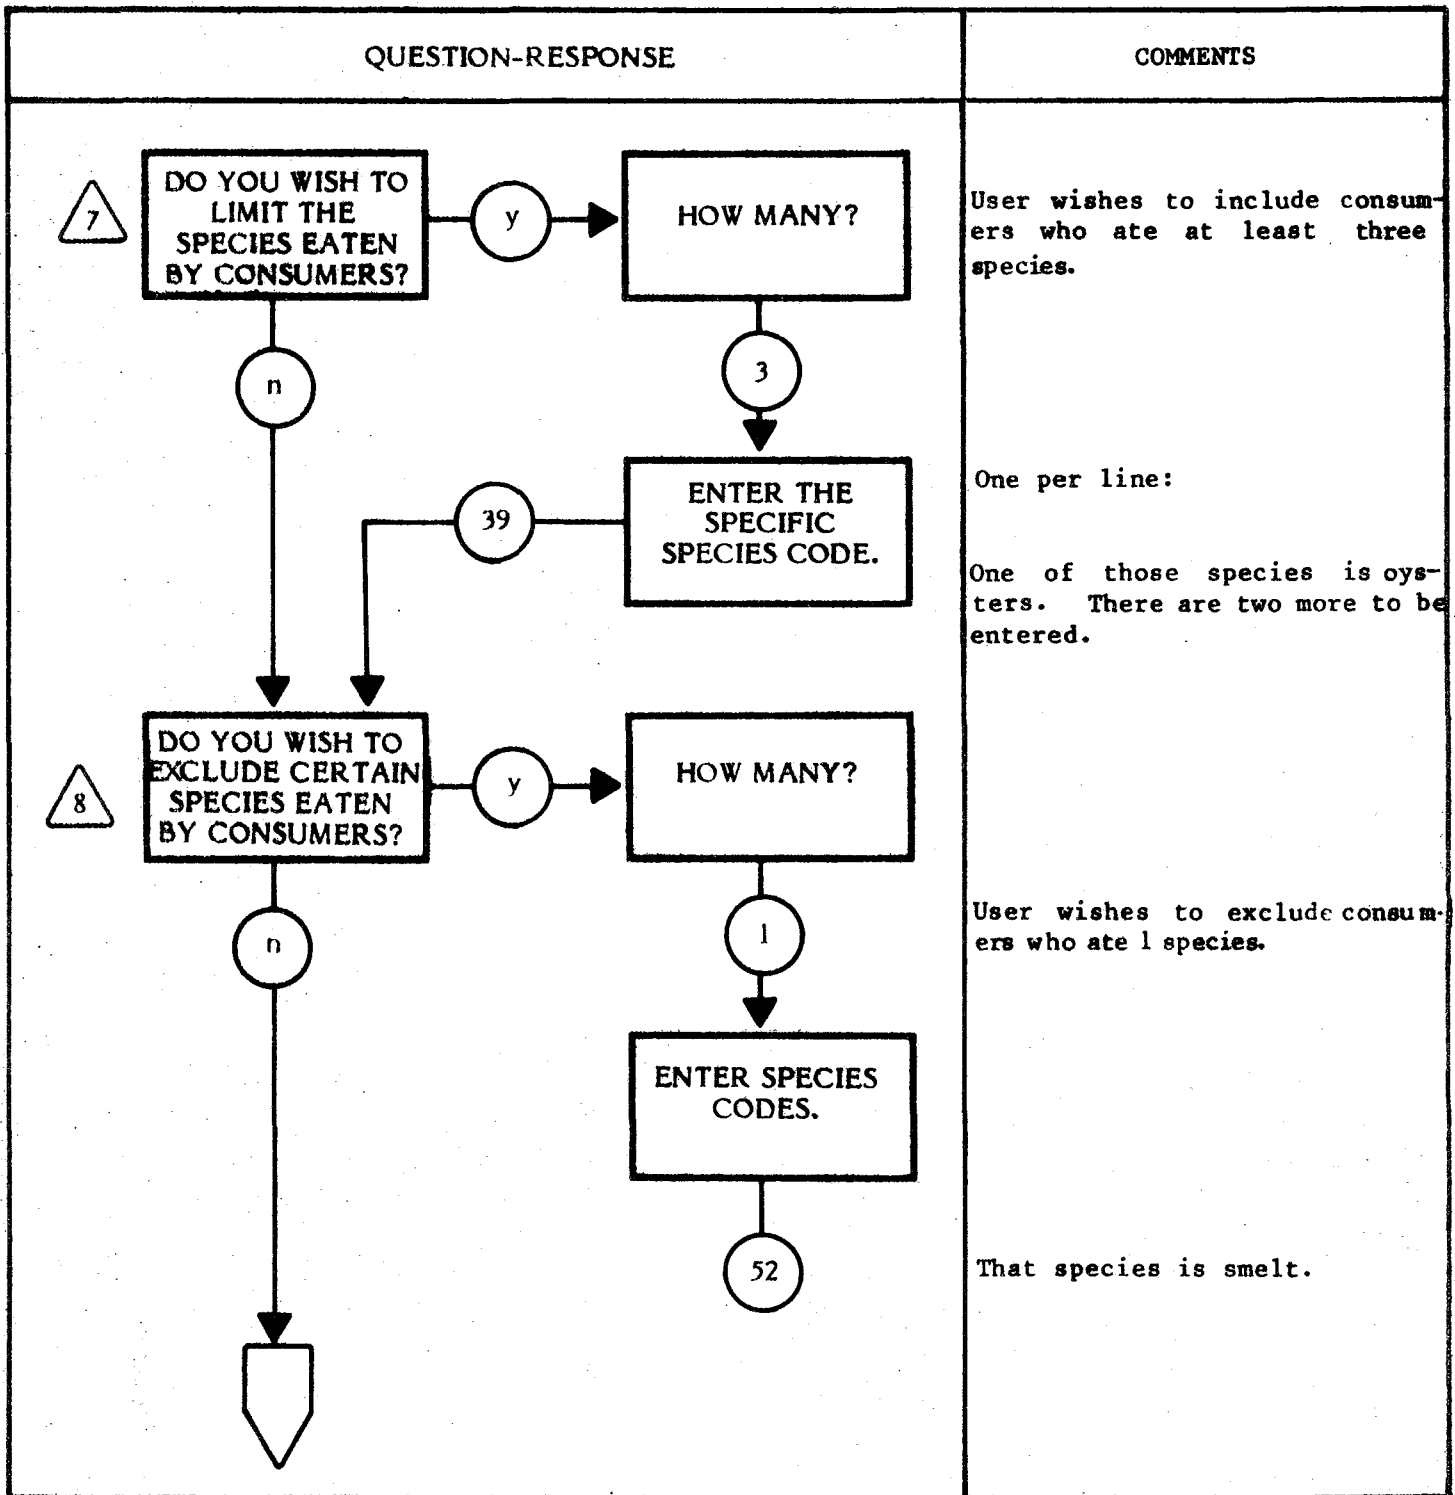 QUESTION-RESPONSE
COMMENTS
7
DO YOU WISH TO
LIMIT THE
SPECIES EATEN
BY CONSUMERS?
y
HOW MANY?
User wishes to include consum-
ers who ate at least three
species.
n
3
39
ENTER THE
SPECIFIC
SPECIES CODE.
One per line:
One of those species is oys-
ters. There are two more to be
entered.
8
DO YOU WISH TO
EXCLUDE CERTAIN
SPECIES EATEN
BY CONSUMERS?
y
HOW MANY?
n
1
User wishes to exclude consum-
ers who ate 1 species.
ENTER SPECIES
CODES.
52
That species is smelt.